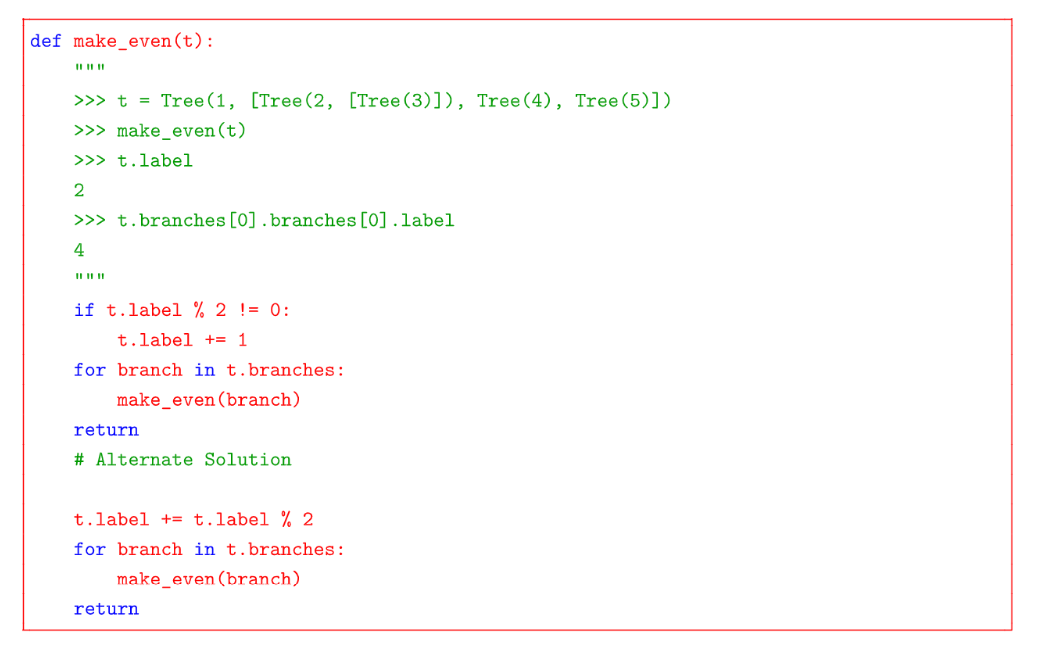 def make_even(t):
    """
    >>> t = Tree(1, [Tree(2, [Tree(3)]), Tree(4), Tree(5)])
    >>> make_even(t)
    >>> t.label
    2
    >>> t.branches[0].branches[0].label
    4
    """
    if t.label % 2 != 0:
        t.label += 1
    for branch in t.branches:
        make_even(branch)
    return
    # Alternate Solution

    t.label += t.label % 2
    for branch in t.branches:
        make_even(branch)
    return